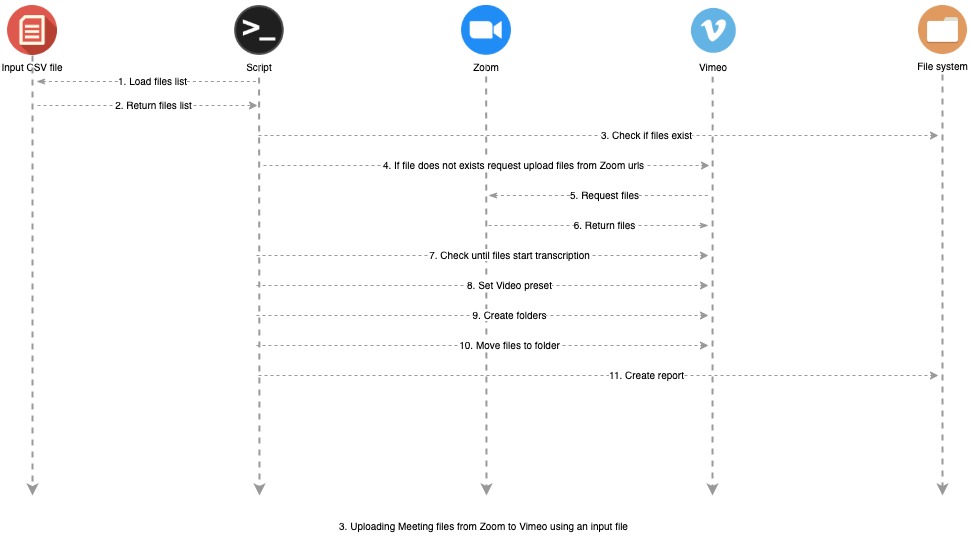 Input CSV file
Script
Zoom
Vimeo
File system
1. Load files list
2. Return files list
3. Check if files exist
4. If file does not exists request upload files from Zoom urls
5. Request files
6. Return files
7. Check until files start transcription
8. Set Video preset
9. Create folders
10. Move files to folder
11. Create report
3. Uploading Meeting files from Zoom to Vimeo using an input file